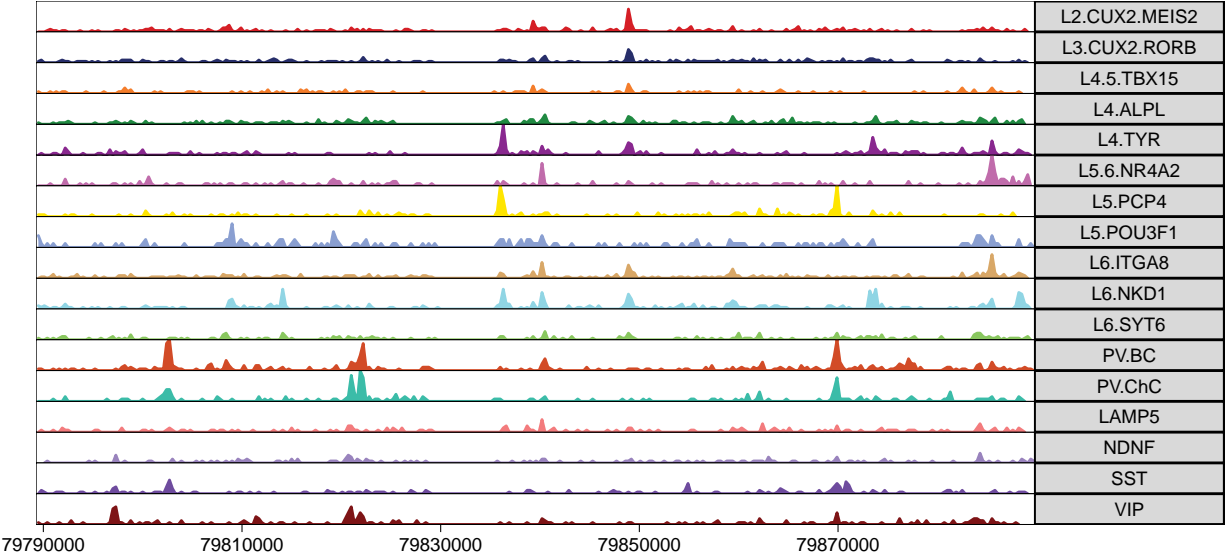 L2.CUX2.MEIS2
L3.CUX2.RORB
L4.5.TBX15
L4.ALPL
L4.TYR
L5.6.NR4A2
L5.PCP4
L5.POU3F1
L6.ITGA8
L6.NKD1
L6.SYT6
PV.BC
PV.ChC
LAMP5
NDNF
SST
VIP
79790000 79810000 79830000 79850000 79870000